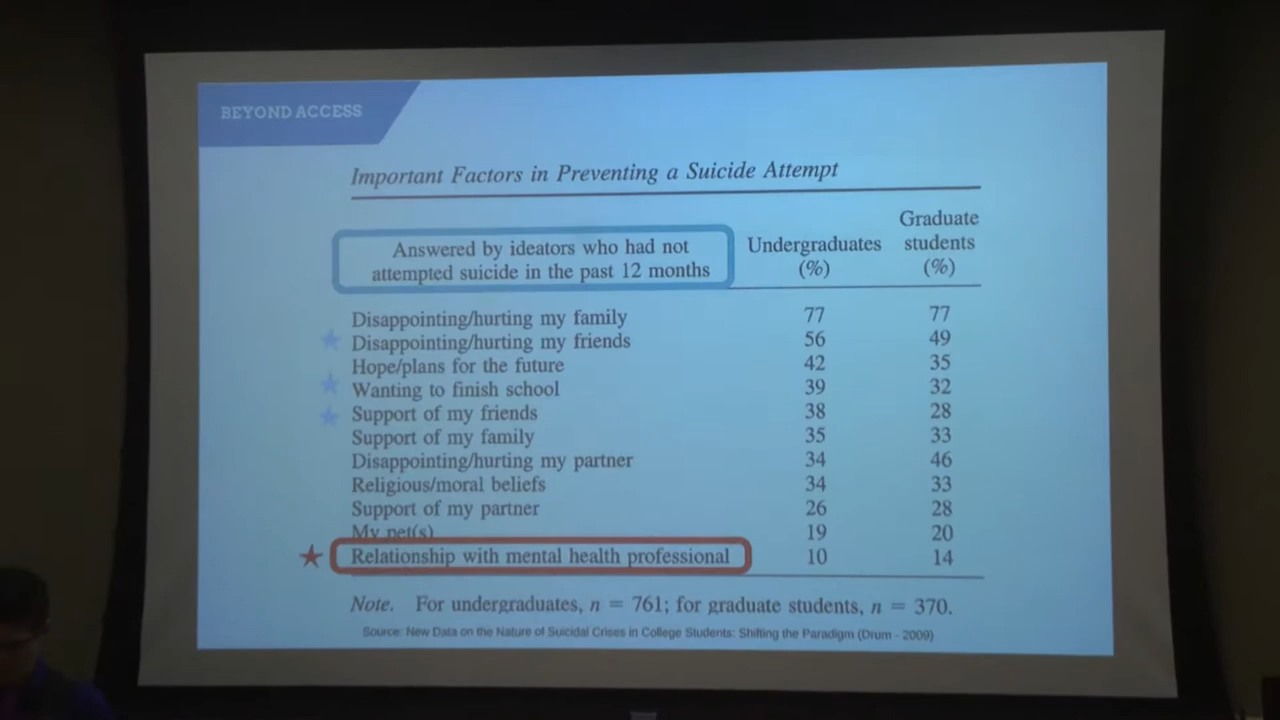 BEYOND ACCESS
Important Factors in Preventing a Suicide Attempt
Answered by ideators who had not
attempted suicide in the past 12 months
Undergraduates
(%)
Graduate
students
(%)
Disappointing/hurting my family 77 77
Disappointing/hurting my friends 56 49
Hope/plans for the future 42 35
Wanting to finish school 39 32
Support of my friends 38 28
Support of my family 35 33
Disappointing/hurting my partner 34 46
Religious/moral beliefs 34 33
Support of my partner 26 28
My pet(s) 19 20
Relationship with mental health professional 10 14
Note. For undergraduates, n = 761; for graduate students, n = 370.
Source: New Data on the Nature of Suicidal Crises in College Students: Shifting the Paradigm (Drum - 2009)